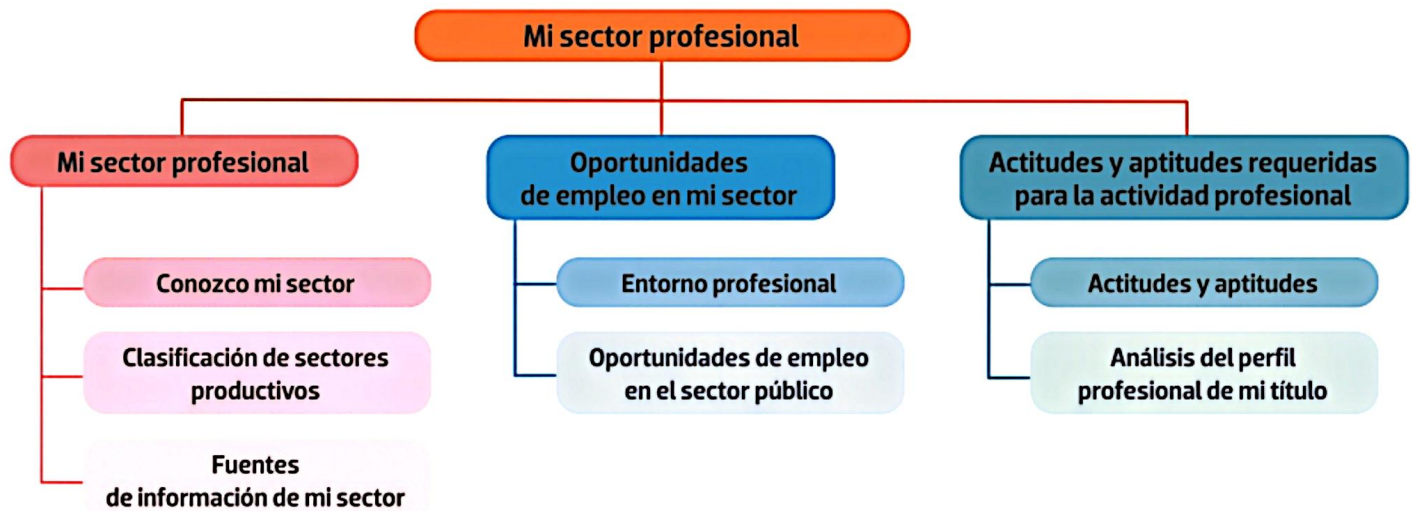 Mi sector profesional
Mi sector profesional
Conozco mi sector
Clasificación de sectores
productivos
Fuentes
de información de mi sector
Oportunidades
de empleo en mi sector
Entorno profesional
Oportunidades de empleo
en el sector público
Actitudes y aptitudes requeridas
para la actividad profesional
Actitudes y aptitudes
Análisis del perfil
profesional de mi título